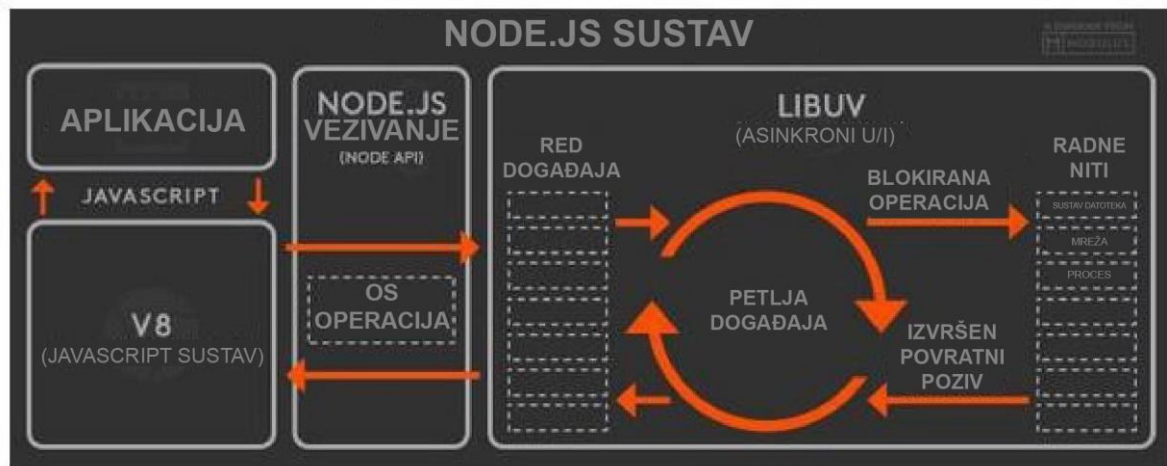 NODE.JS SUSTAV
APLIKACIJA
JAVASCRIPT
V8
(JAVASCRIPT SUSTAV)
NODE.JS
VEZIVANJE
(NODE API)
OS
OPERACIJA
LIBUV
(ASINKRONI U/I)
RED
DOGAĐAJA
PETLJA
DOGAĐAJA
BLOKIRANA
OPERACIJA
IZVRŠEN
POVRATNI
POZIV
RADNE
NITI
SUSTAV DATOTEKA
MREŽA
PROCES